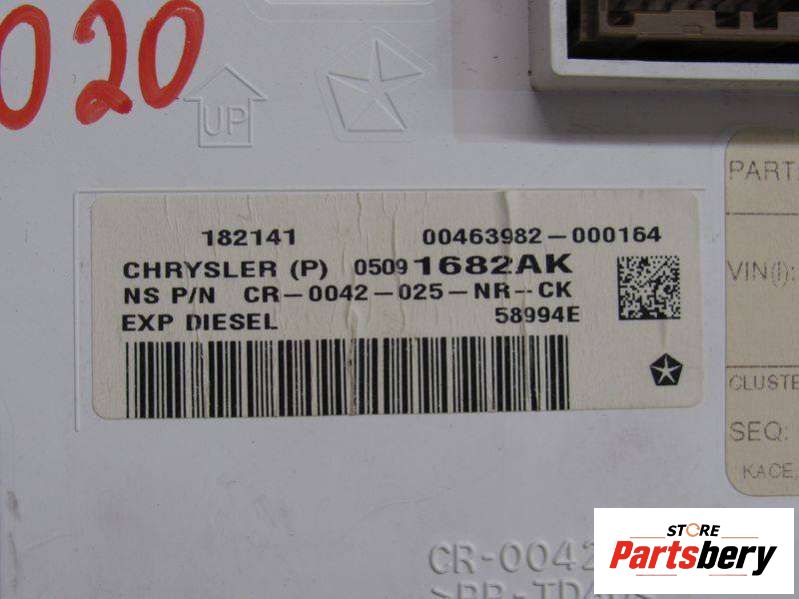 020
UP
182141 00463982-000164
CHRYSLER (P) 05091682AK
NS P/N CR-0042-025-NR-CK
EXP DIESEL 58994E
PART
VIN(I):
CLUSTE
SEQ:
KACE,
CR-0042
STORE
Partsbery